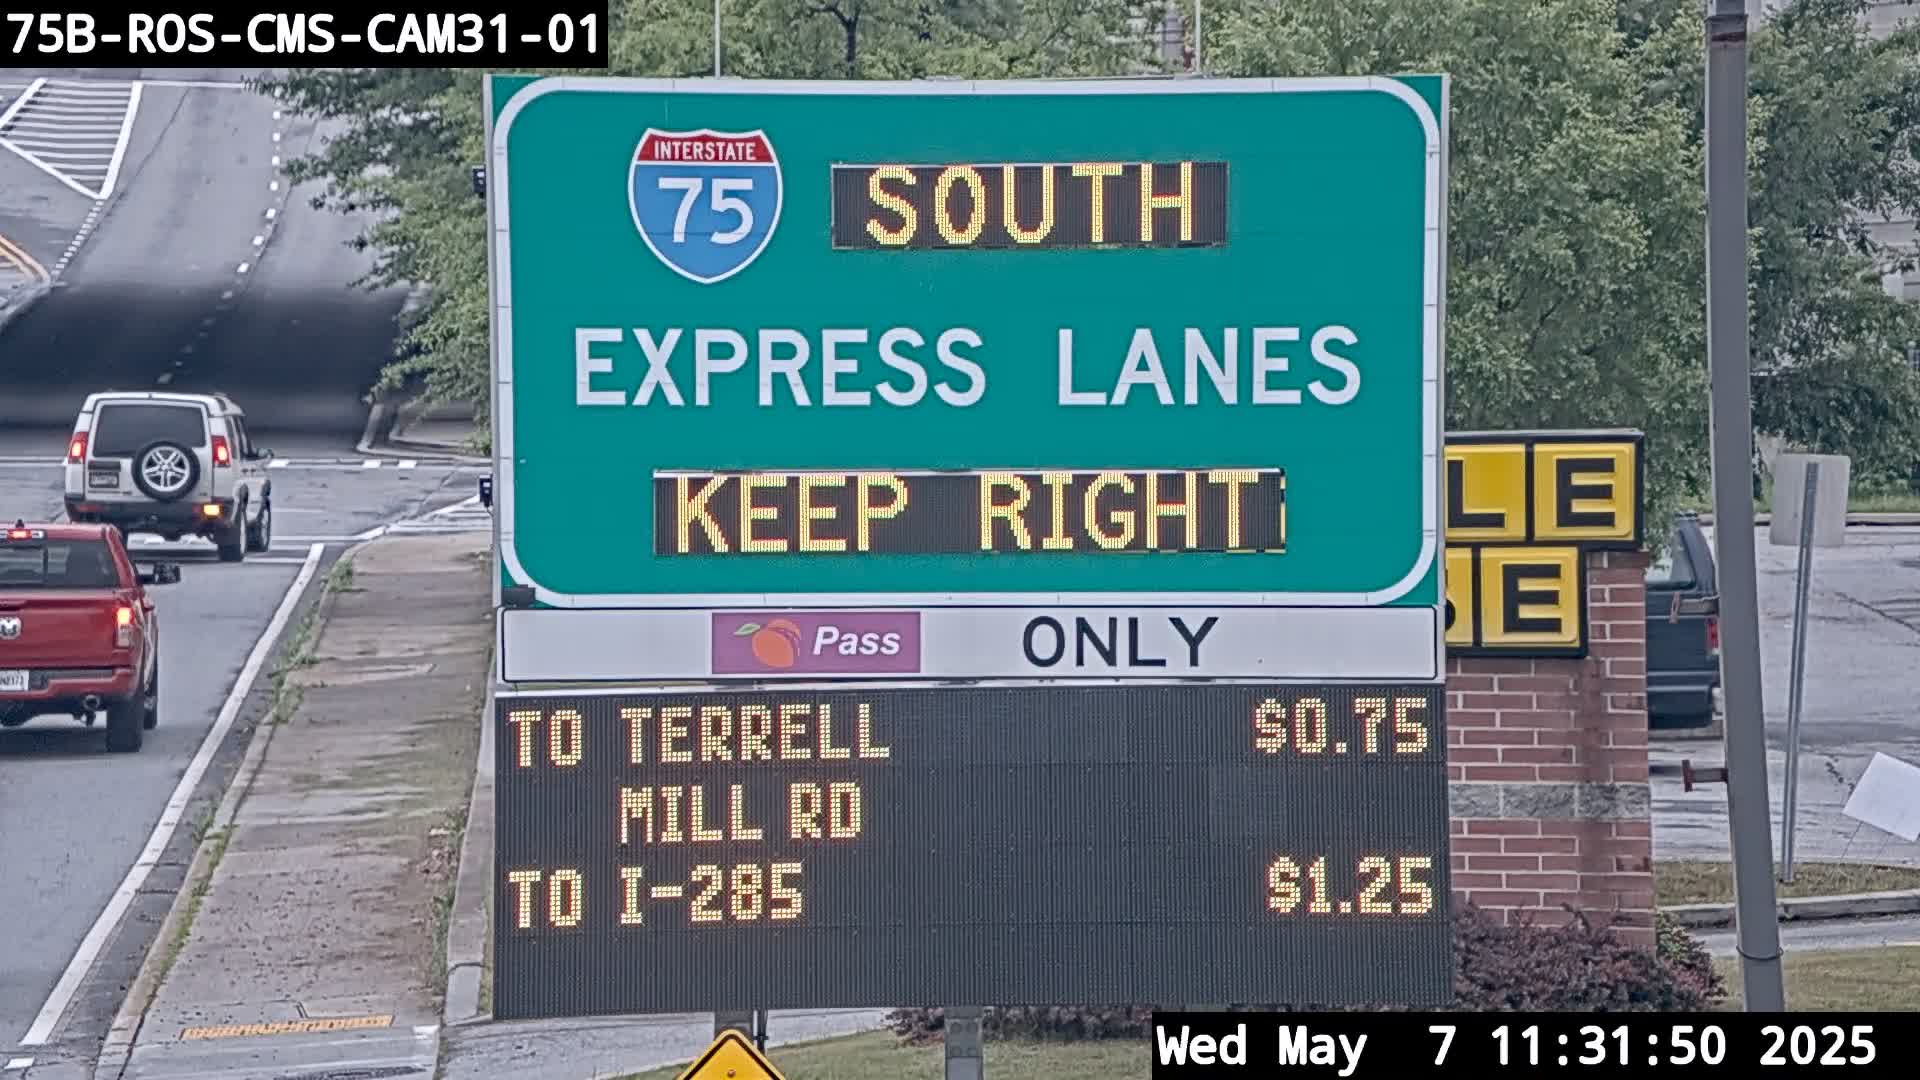 75B-ROS-CMS-CAM31-01
INTERSTATE
75
SOUTH
EXPRESS LANES
KEEP RIGHT
Pass ONLY
TO TERRELL $0.75
MILL RD
TO I-285 $1.25
LE
E
Wed May 7 11:31:50 2025